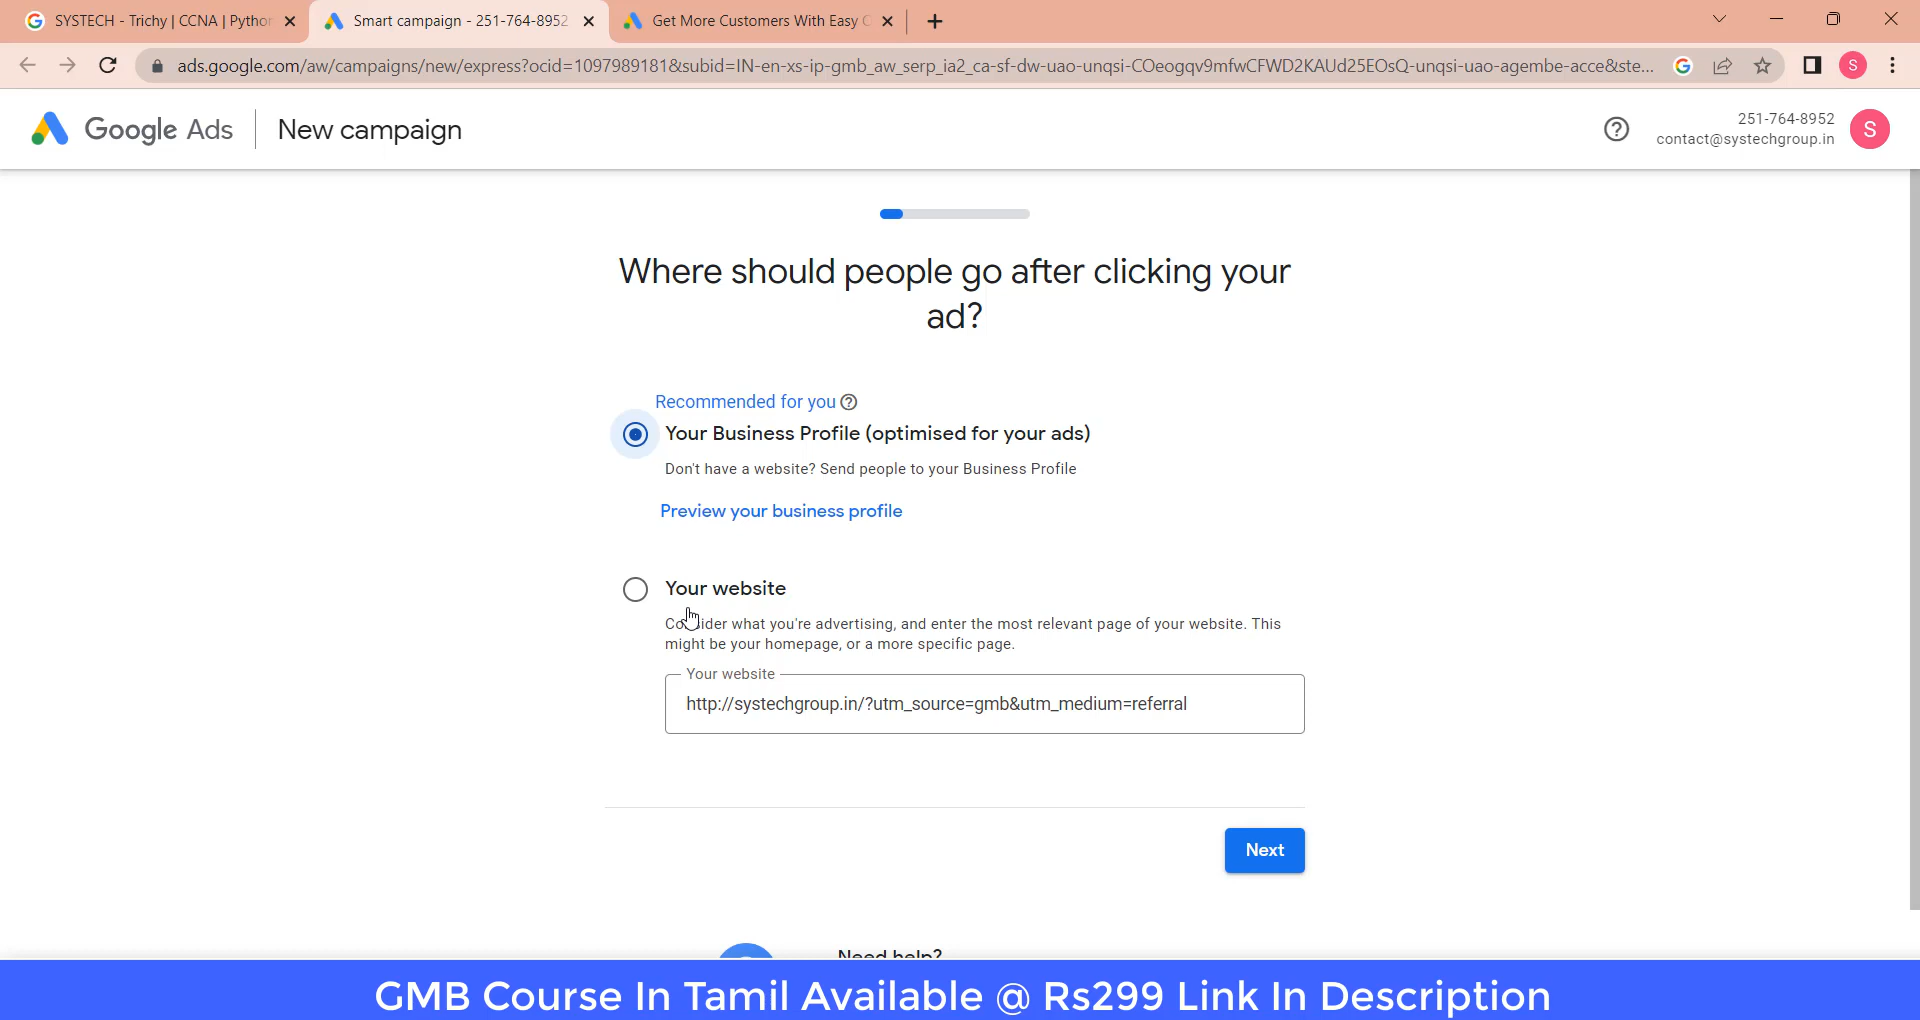 SYSTECH - Trichy | CCNA | Python
Smart campaign - 251-764-8952
Get More Customers With Easy
ads.google.com/aw/campaigns/new/express?ocid=1097989181&subid=IN-en-xs-ip-gmb_aw_serp_ia2_ca-sf-dw-uao-unqsi-COeogqv9mfwCFWD2KAUd25EOsQ-unqsi-uao-agembe-acce&ste...
S
Google Ads
New campaign
251-764-8952
contact@systechgroup.in
S
Where should people go after clicking your
ad?
Recommended for you
Your Business Profile (optimised for your ads)
Don't have a website? Send people to your Business Profile
Preview your business profile
Your website
Consider what you're advertising, and enter the most relevant page of your website. This
might be your homepage, or a more specific page.
Your website
http://systechgroup.in/?utm_source=gmb&utm_medium=referral
Next
Need help?
GMB Course In Tamil Available @ Rs299 Link In Description